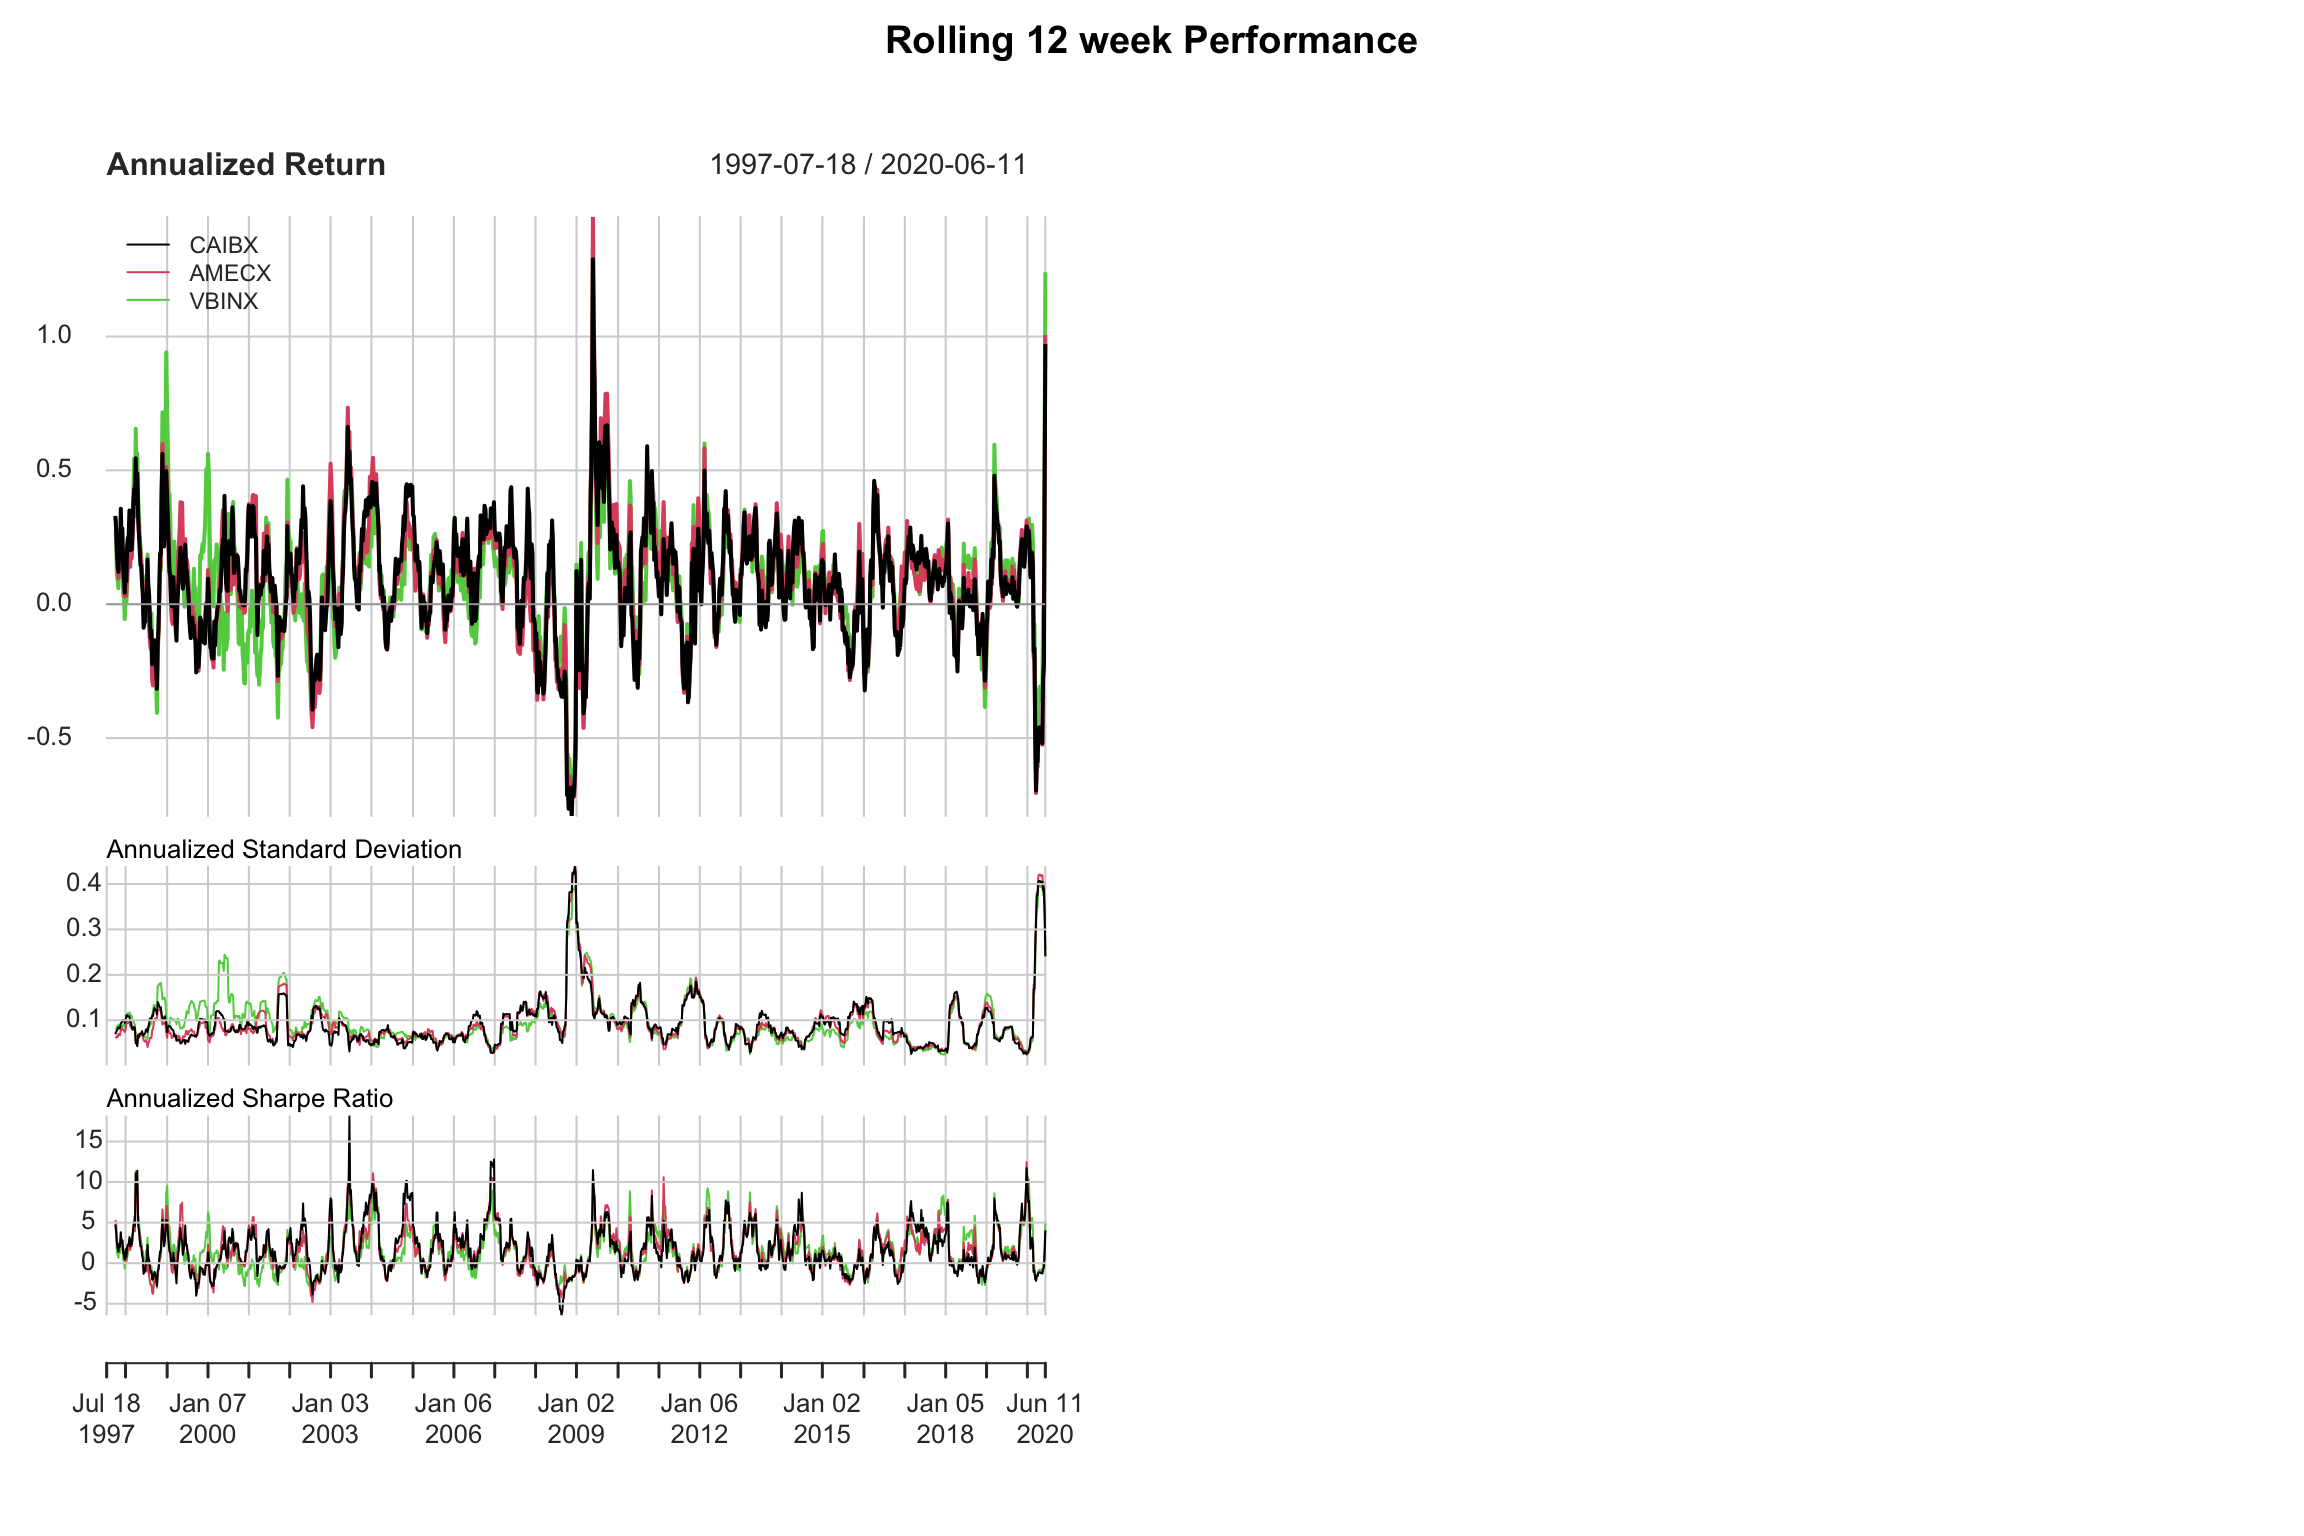 Rolling 12 week Performance
Annualized Return 1997-07-18 / 2020-06-11
CAIBX
AMECX
VBINX
1.0
0.5
0.0
-0.5
Annualized Standard Deviation
0.4
0.3
0.2
0.1
Annualized Sharpe Ratio
15
10
5
0
-5
Jul 18 Jan 07 Jan 03 Jan 06 Jan 02 Jan 06 Jan 02 Jan 05 Jun 11
1997 2000 2003 2006 2009 2012 2015 2018 2020